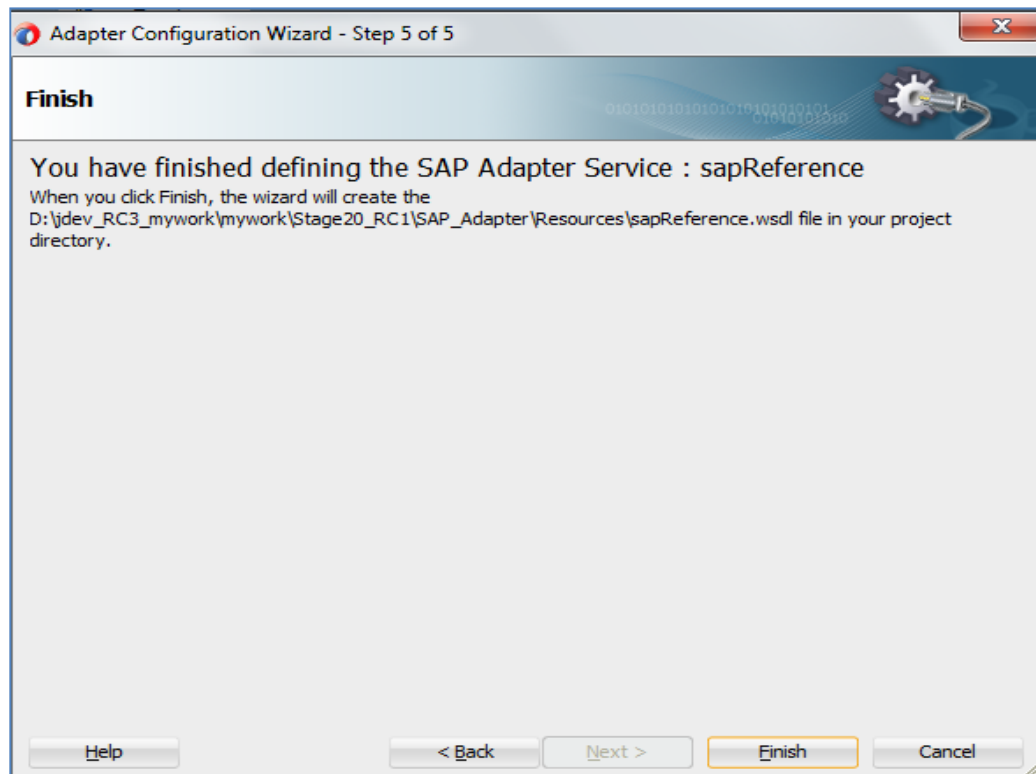 Adapter Configuration Wizard - Step 5 of 5
X
Finish
You have finished defining the SAP Adapter Service : sapReference
When you click Finish, the wizard will create the
D:\jdev_RC3_mywork\mywork\Stage20_RC1\SAP_Adapter\Resources\sapReference.wsdl file in your project
directory.
Help
< Back
Next >
Finish
Cancel